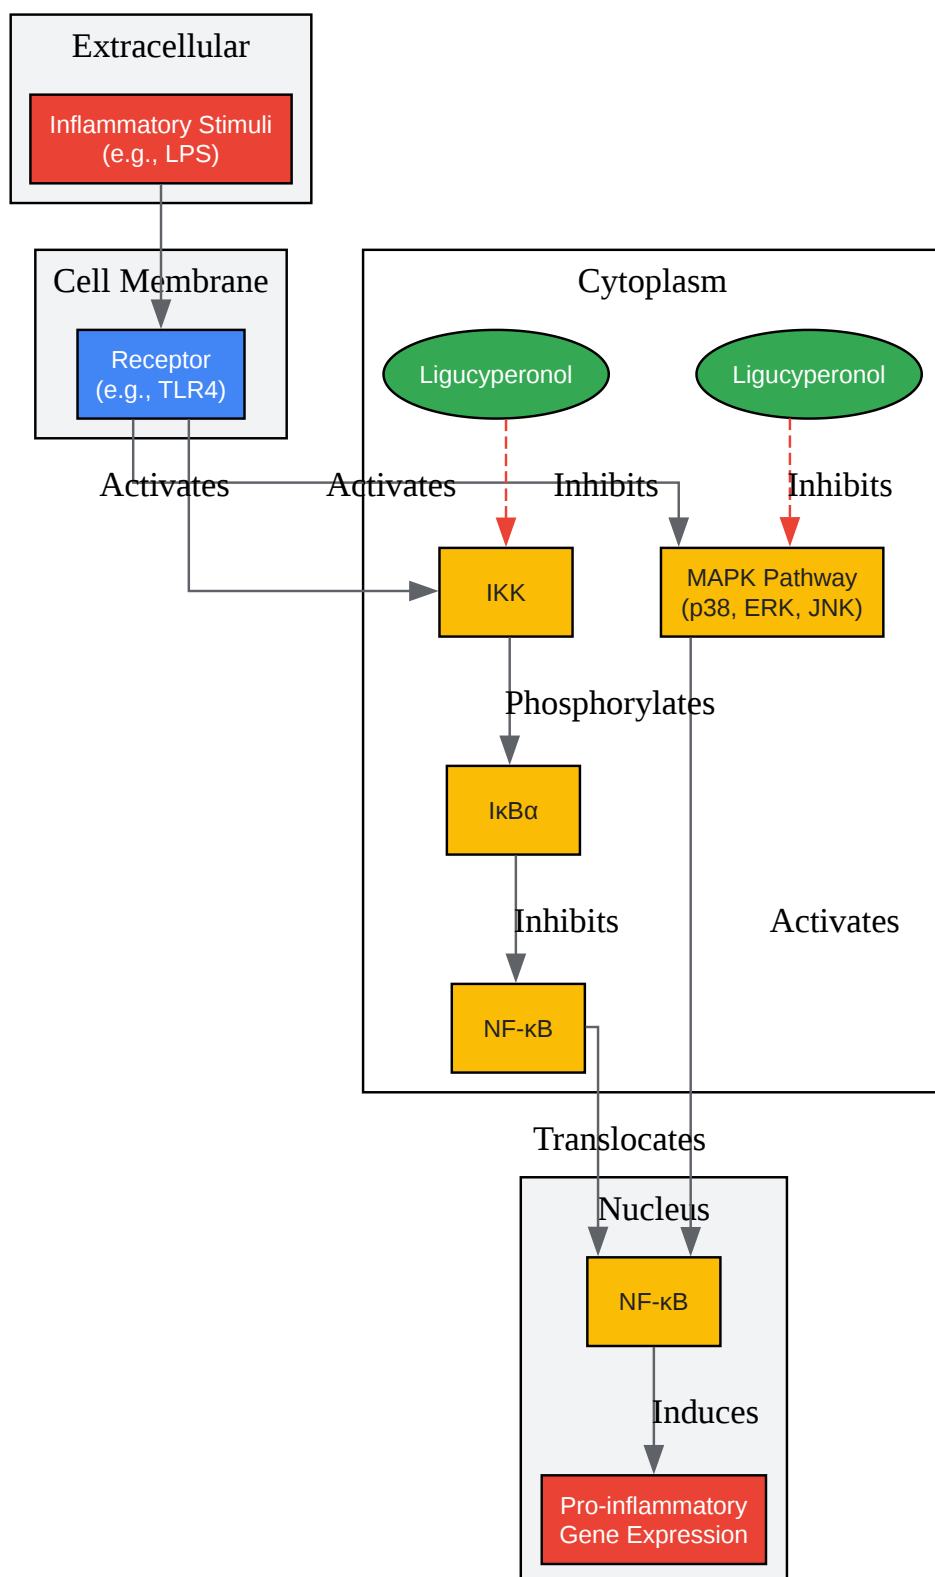 Extracellular
Inflammatory Stimuli
(e.g., LPS)
Cell Membrane
Cytoplasm
Receptor
(e.g., TLR4)
Ligucyperonol
Ligucyperonol
Activates
Activates
Inhibits
Inhibits
IKK
MAPK Pathway
(p38, ERK, JNK)
Phosphorylates
IκBα
Inhibits
Activates
NF-κB
Translocates
Nucleus
NF-κB
Induces
Pro-inflammatory
Gene Expression